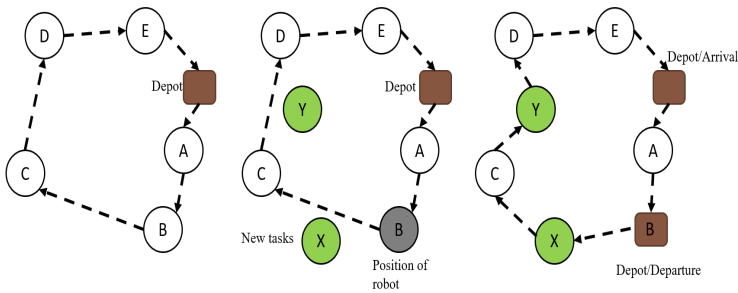 D
E
Depot
A
C
B
D
E
Depot
Y
A
C
New tasks
X
B
Position of
robot
D
E
Depot/Arrival
Y
A
C
X
B
Depot/Departure